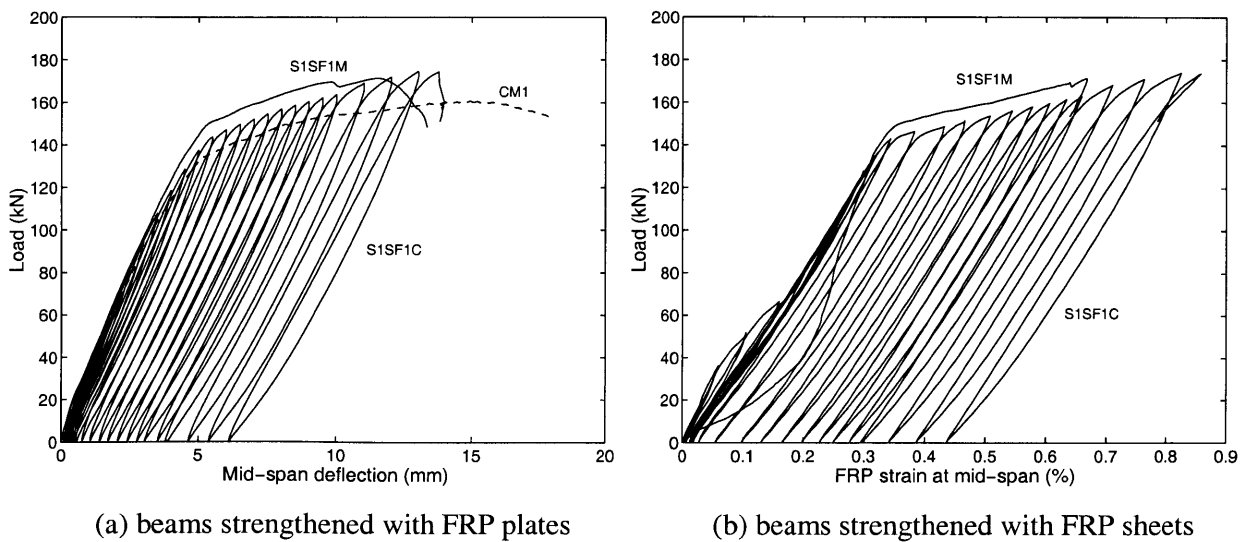 200
180
160
140
120
100
80
60
40
20
0
Load (kN)
S1SF1M
CM1
S1SF1C
0 5 10 15 20
Mid-span deflection (mm)
(a) beams strengthened with FRP plates
200
180
160
140
120
100
80
60
40
20
0
Load (kN)
S1SF1M
S1SF1C
0 0.1 0.2 0.3 0.4 0.5 0.6 0.7 0.8 0.9
FRP strain at mid-span (%)
(b) beams strengthened with FRP sheets